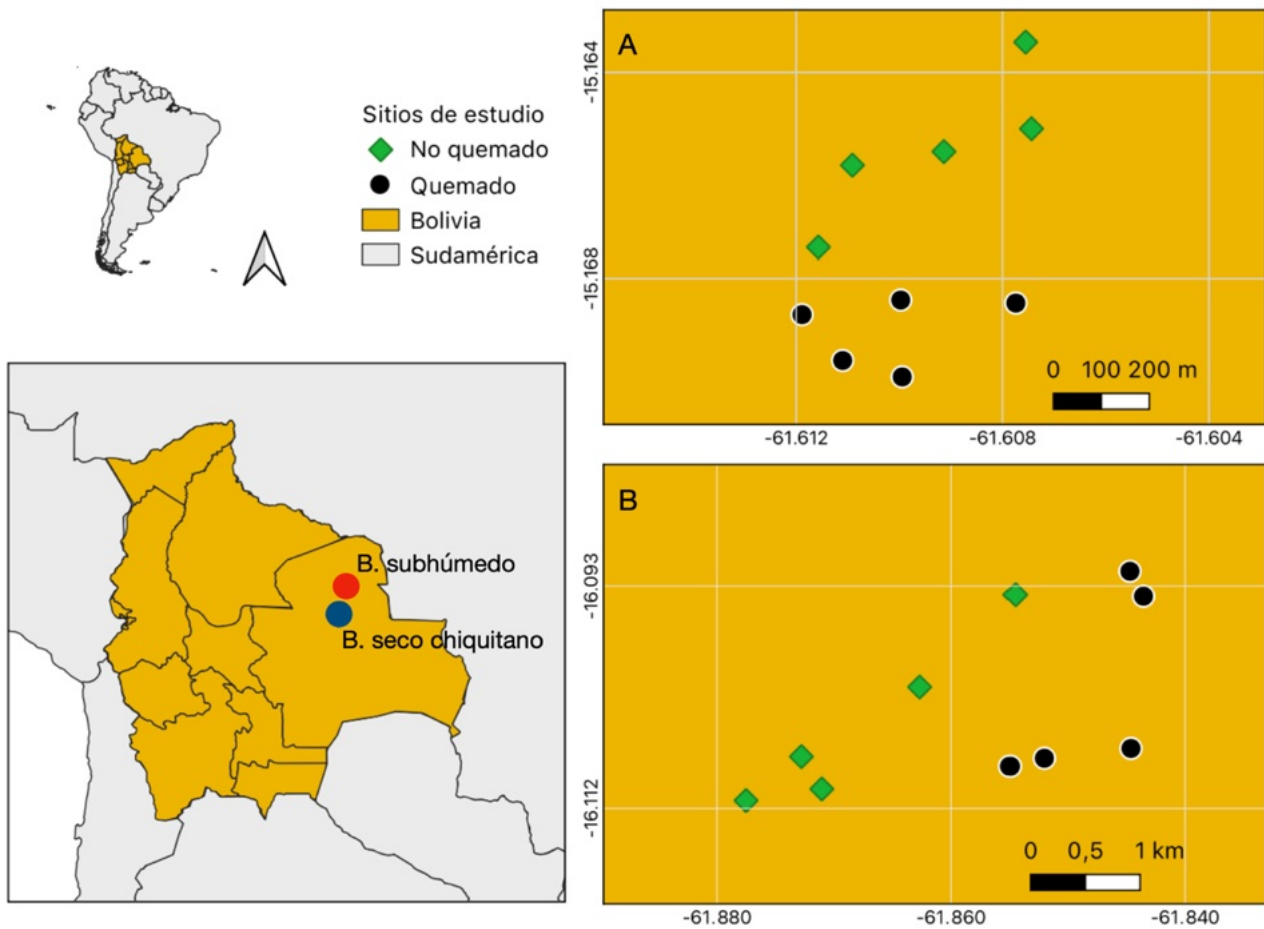 Sitios de estudio
No quemado
Quemado
Bolivia
Sudamérica
B. subhúmedo
B. seco chiquitano
A
-15.164
-15.168
0 100 200 m
-61.612 -61.608 -61.604
B
-16.093
-16.112
0 0,5 1 km
-61.880 -61.860 -61.840